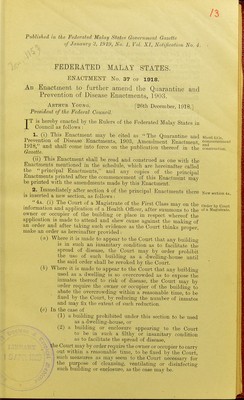 13
Published in the Federated Malay States Government Gazette
of January 3, 1919, No. 1, Vol. XI, Notification No. 4.
FEDERATED MALAY STATES.
ENACTMENT No. 37 OF 1918.
An Enactment to further amend the Quarantine and
Prevention of Disease Enactments, 1903.
ARTHUR YOUNG, [20th December, 1918.]
President of the Federal Council.
IT is hereby enacted by the Rulers of the Federated Malay States in
Council as follows:
1. (i) This Enactment may be cited as "The Quarantine and
Prevention of Disease Enactments, 1903, Amendment Enactment,
1918," and shall come into force on the publication thereof in the
Gazette.
Short title,
commencement
and
construction.
(ii) This Enactment shall be read and construed as one with the
Enactments mentioned in the schedule, which are hereinafter called
the "principal Enactments," and any copies of the principal
Enactments printed after the commencement of this Enactment may
be printed with the amendments made by this Enactment.
2. Immediately after section 4 of the principal Enactments there
is inserted a new section, as follows:
New section 4A.
"4A. (i) The Court of a Magistrate of the First Class may on the
information and application of a Health Officer, after summons to the
owner or occupier of the building or place in respect whereof the
application is made to attend and shew cause against the making of
an order and after taking such evidence as the Court thinks proper,
make an order as hereinafter provided:
Order by Court
of a Magistrate
(a) Where it is made to appear to the Court that any building
is in such an insanitary condition as to facilitate the
spread of disease, the Court may order prohibiting
the use of such building as a dwelling-house until
the said order shall be revoked by the Court.
(b) Where it is made to appear to the Court that any building
used as a dwelling is so overcrowded as to expose the
inmates thereof to risk of disease, the Court may by
order require the owner or occupier of the building to
abate the overcrowding within a reasonable time, to be
fixed by the Court, by reducing the number of inmates
and may fix the extent of such reduction.
(c) In the case of
(1) a building prohibited under this section to be used
as a dwelling-house, or
(2) a building or enclosure appearing to the Court
to be in such a filthy or insanitary condition
as to facilitate the spread of disease,
the Court may by order require the owner or occupier to carry
out within a reasonable time, to be fixed by the Court,
such measures as may seem to the Court necessary for
the purpose of cleansing, ventilating or disinfecting
such building or enclosure, as the case may be.